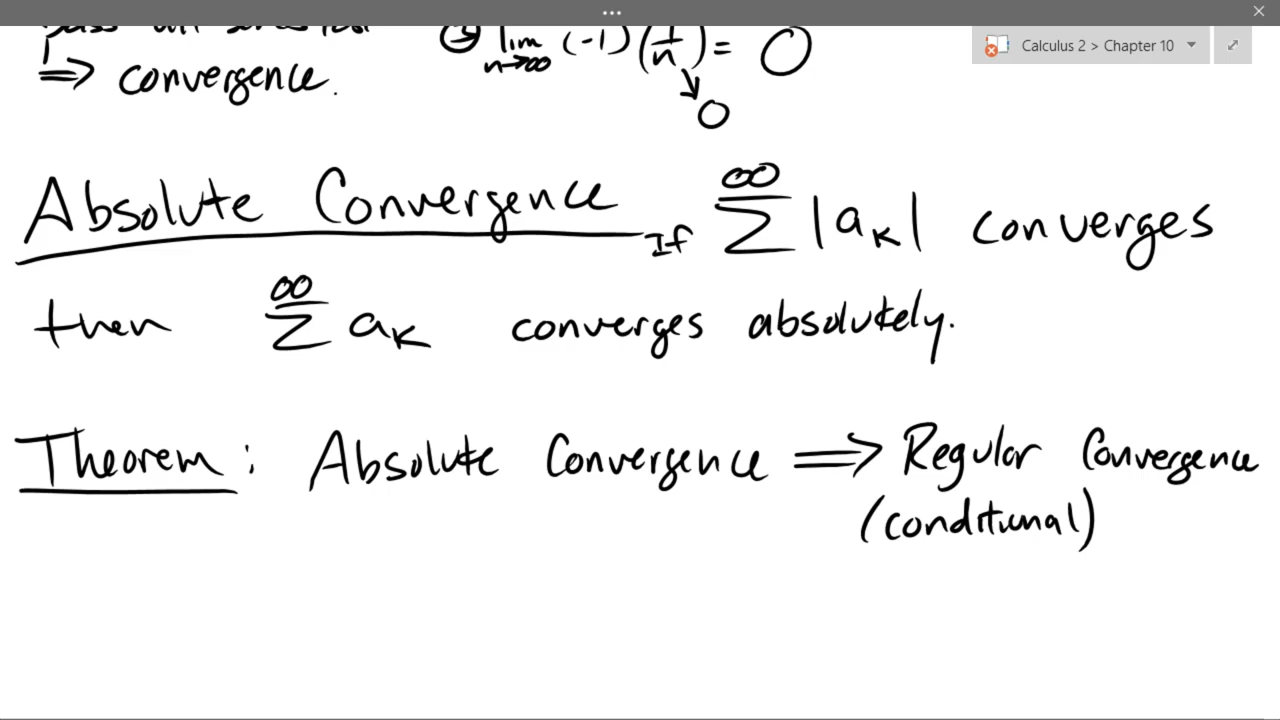 Calculus 2 > Chapter 10
⇒ convergence.
③ lim n→∞ (-1) (1/n) = 0
0
Absolute Convergence If ∞ Σ |aₖ| converges
then ∞ Σ aₖ converges absolutely.
Theorem: Absolute Convergence ⇒ Regular Convergence
(conditional)